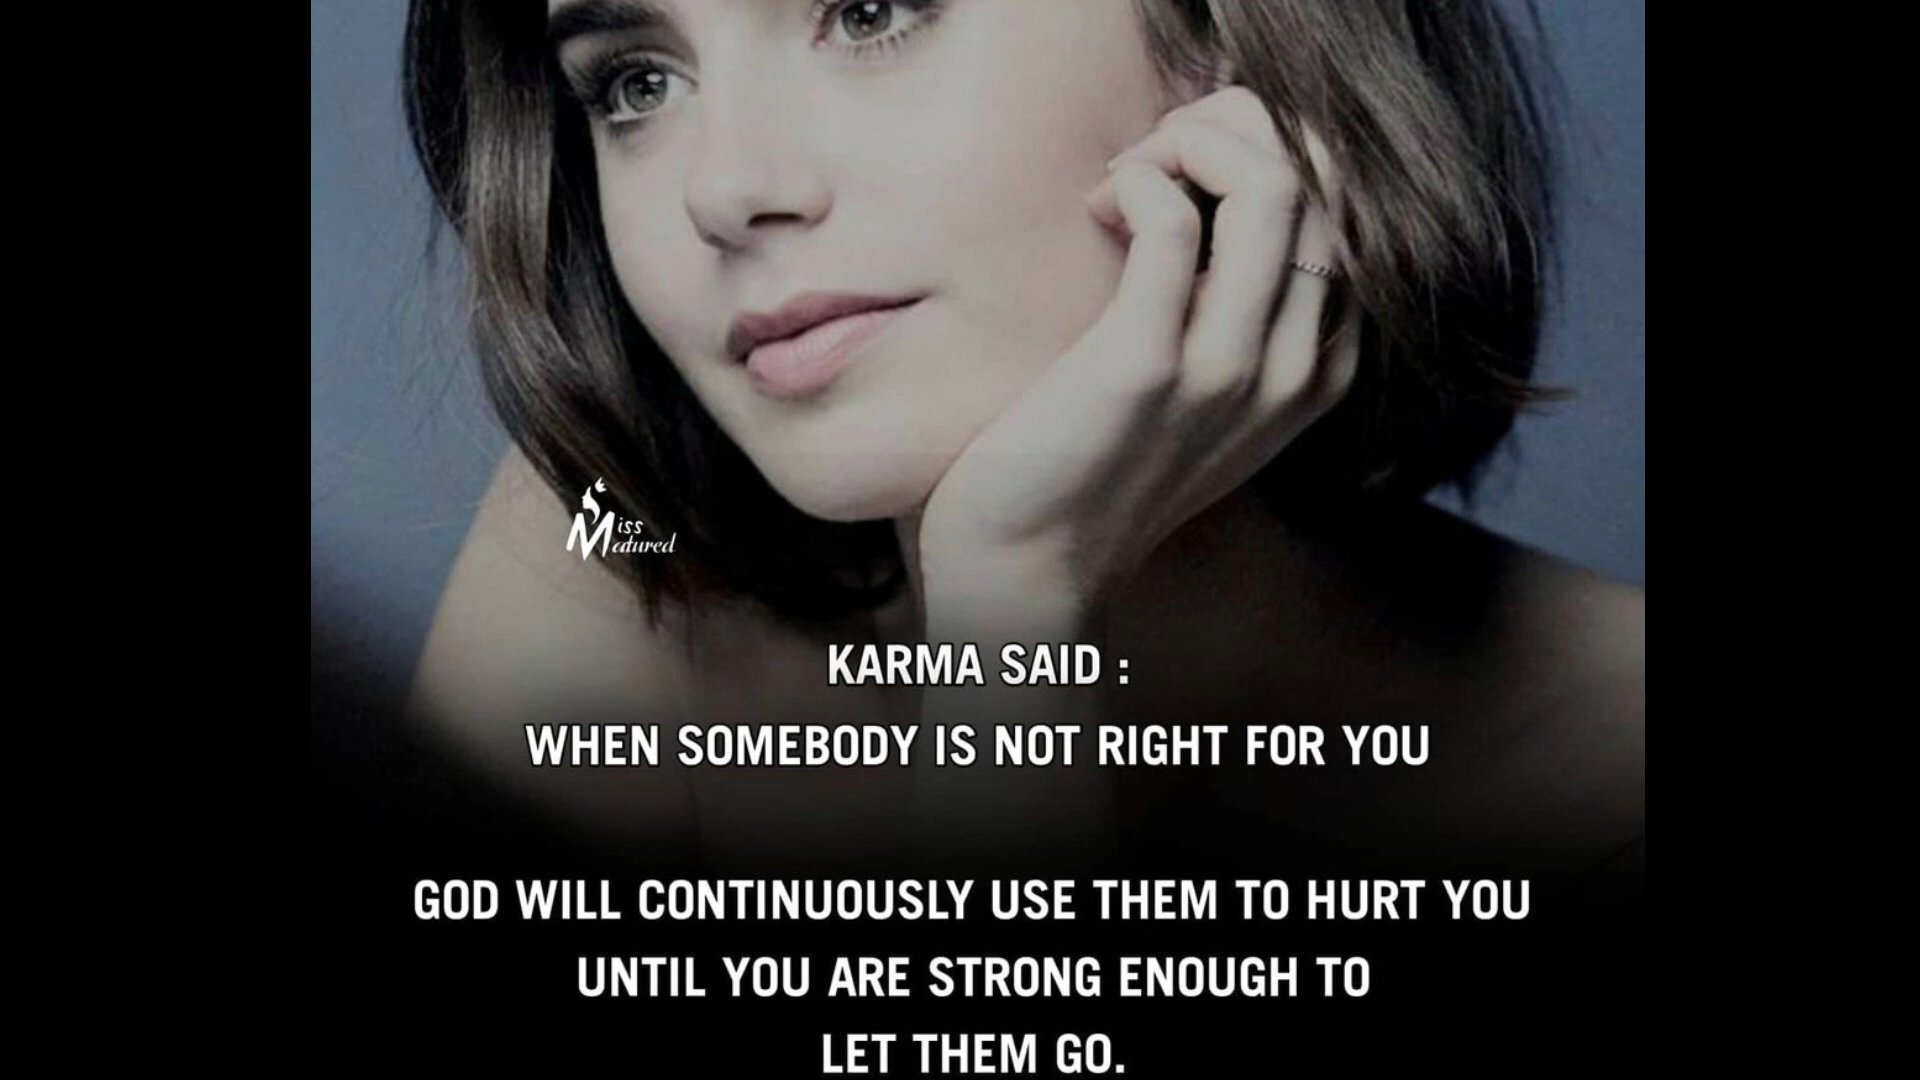 Miss
Matured
KARMA SAID :
WHEN SOMEBODY IS NOT RIGHT FOR YOU
GOD WILL CONTINUOUSLY USE THEM TO HURT YOU
UNTIL YOU ARE STRONG ENOUGH TO
LET THEM GO.